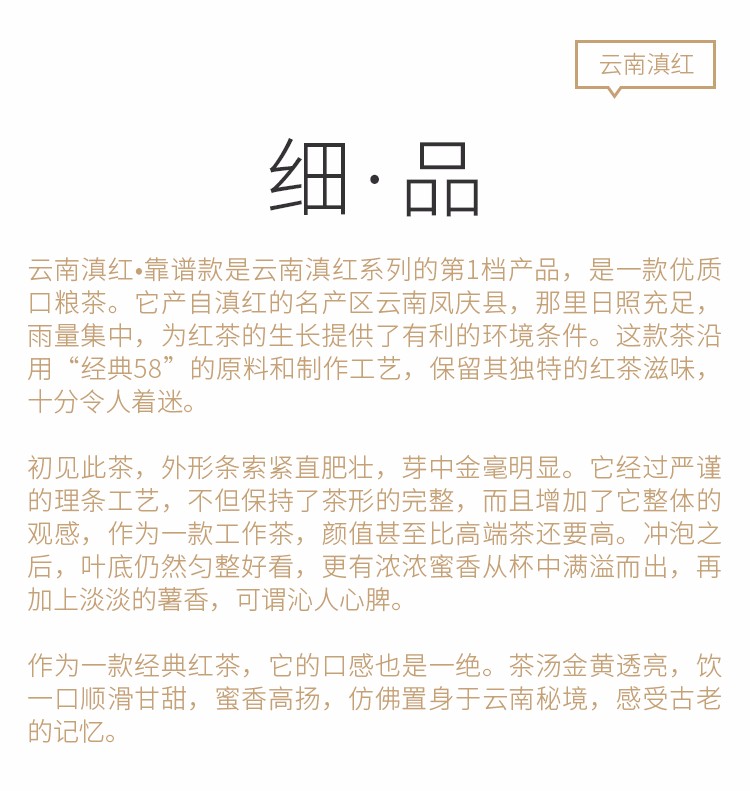 云南滇红
细·品
云南滇红•靠谱款是云南滇红系列的第1档产品，是一款优质
口粮茶。它产自滇红的名产区云南凤庆县，那里日照充足，
雨量集中，为红茶的生长提供了有利的环境条件。这款茶沿
用“经典58”的原料和制作工艺，保留其独特的红茶滋味，
十分令人着迷。
初见此茶，外形条索紧直肥壮，芽中金毫明显。它经过严谨
的理条工艺，不但保持了茶形的完整，而且增加了它整体的
观感，作为一款工作茶，颜值甚至比高端茶还要高。冲泡之
后，叶底仍然匀整好看，更有浓浓蜜香从杯中满溢而出，再
加上淡淡的薯香，可谓沁人心脾。
作为一款经典红茶，它的口感也是一绝。茶汤金黄透亮，饮
一口顺滑甘甜，蜜香高扬，仿佛置身于云南秘境，感受古老
的记忆。